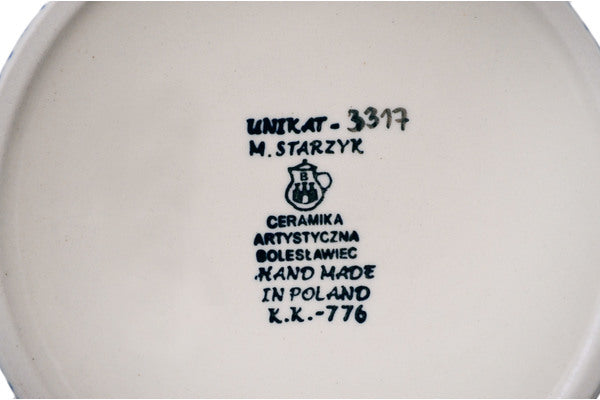 UNIKAT - 3317
M. STARZYK
B
CERAMIKA
ARTYSTYCZNA
BOLESŁAWIEC
HAND MADE
IN POLAND
K.K.-776